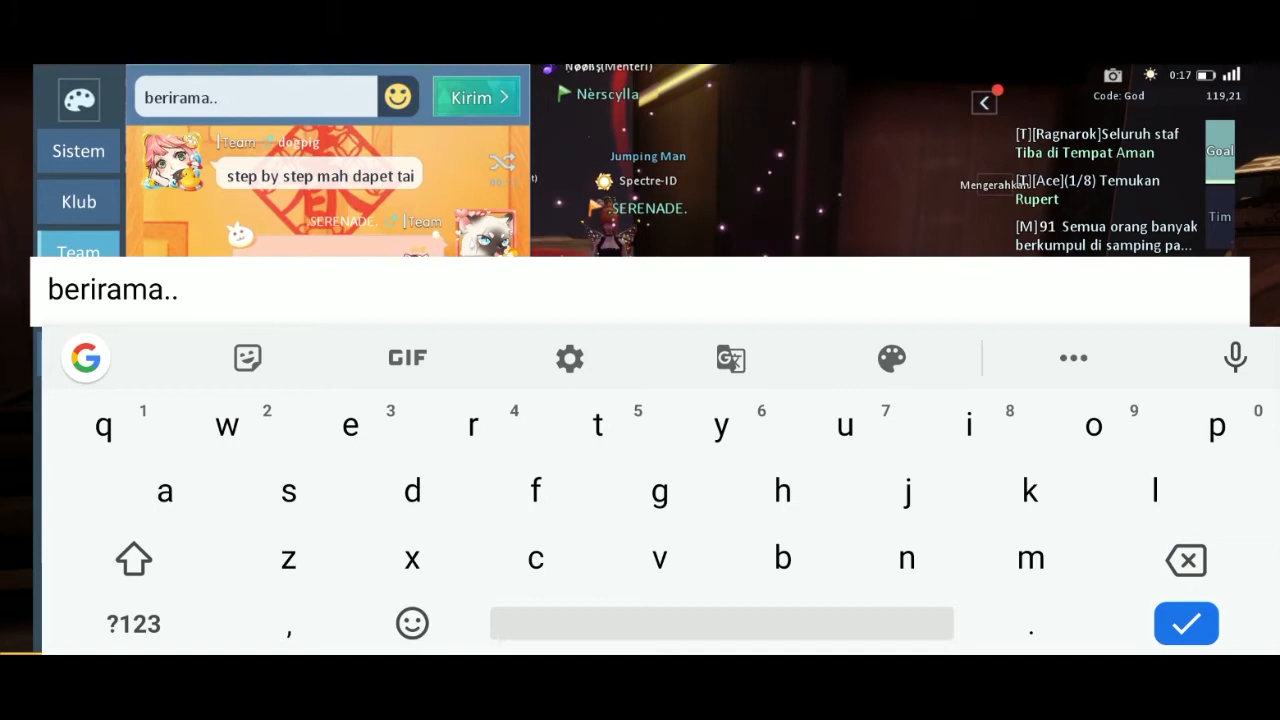 berirama..
Kirim >
Sistem
Klub
Team
|Team dogpig
step by step mah dapet tai
SERENADE. |Team
NøøBş(Menteri)
Nèrscylla
Jumping Man
Spectre-ID
.SERENADE.
0:17
Code: God 119,21
[T][Ragnarok]Seluruh staf
Tiba di Tempat Aman
[T][Ace](1/8) Temukan
Rupert
[M]91 Semua orang banyak
berkumpul di samping pa...
Goal
Tim
berirama..
G GIF
q 1 w 2 e 3 r 4 t 5 y 6 u 7 i 8 o 9 p 0
a s d f g h j k l
z x c v b n m
?123 , .